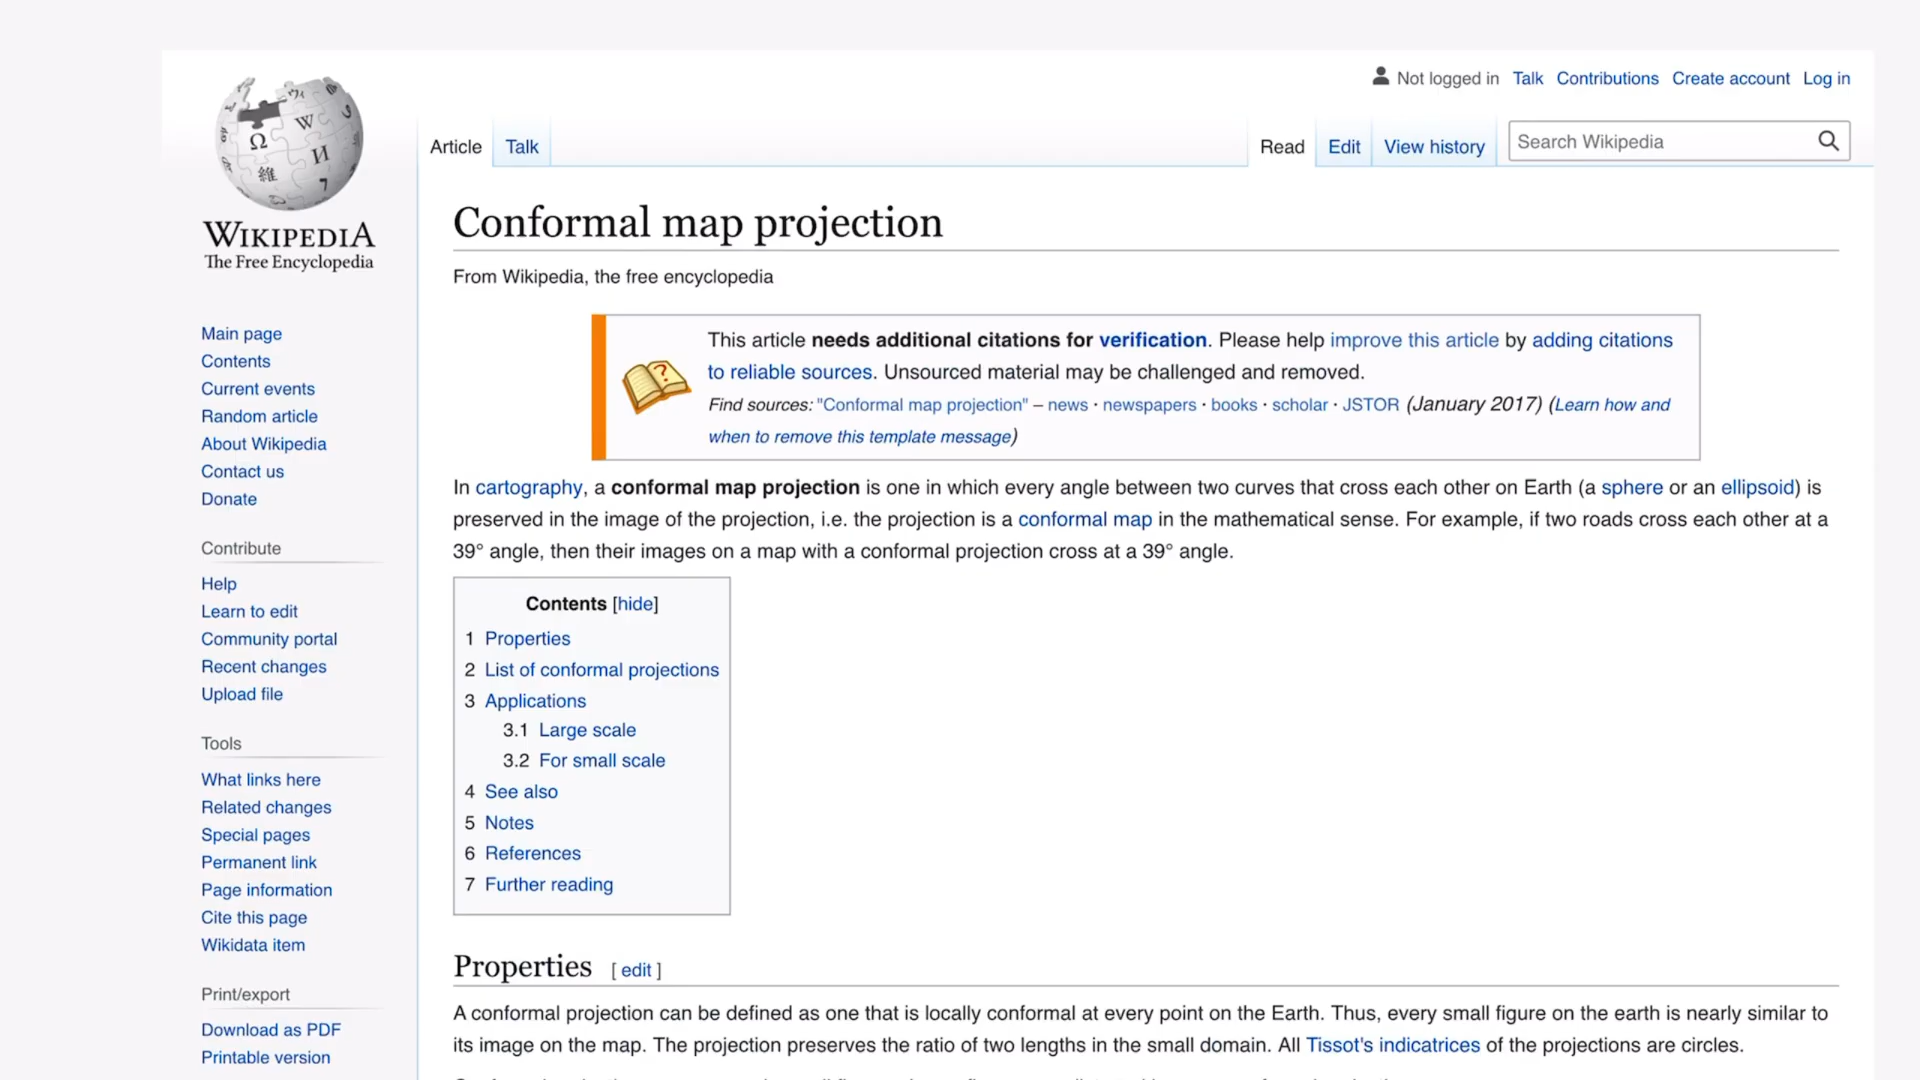 Not logged in Talk Contributions Create account Log in
Article Talk Read Edit View history Search Wikipedia
WIKIPEDIA
The Free Encyclopedia
Main page
Contents
Current events
Random article
About Wikipedia
Contact us
Donate
Contribute
Help
Learn to edit
Community portal
Recent changes
Upload file
Tools
What links here
Related changes
Special pages
Permanent link
Page information
Cite this page
Wikidata item
Print/export
Download as PDF
Printable version
Conformal map projection
From Wikipedia, the free encyclopedia
This article needs additional citations for verification. Please help improve this article by adding citations
to reliable sources. Unsourced material may be challenged and removed.
Find sources: "Conformal map projection" – news · newspapers · books · scholar · JSTOR (January 2017) (Learn how and
when to remove this template message)
In cartography, a conformal map projection is one in which every angle between two curves that cross each other on Earth (a sphere or an ellipsoid) is
preserved in the image of the projection, i.e. the projection is a conformal map in the mathematical sense. For example, if two roads cross each other at a
39° angle, then their images on a map with a conformal projection cross at a 39° angle.
Contents [hide]
1 Properties
2 List of conformal projections
3 Applications
3.1 Large scale
3.2 For small scale
4 See also
5 Notes
6 References
7 Further reading
Properties [ edit ]
A conformal projection can be defined as one that is locally conformal at every point on the Earth. Thus, every small figure on the earth is nearly similar to
its image on the map. The projection preserves the ratio of two lengths in the small domain. All Tissot's indicatrices of the projections are circles.